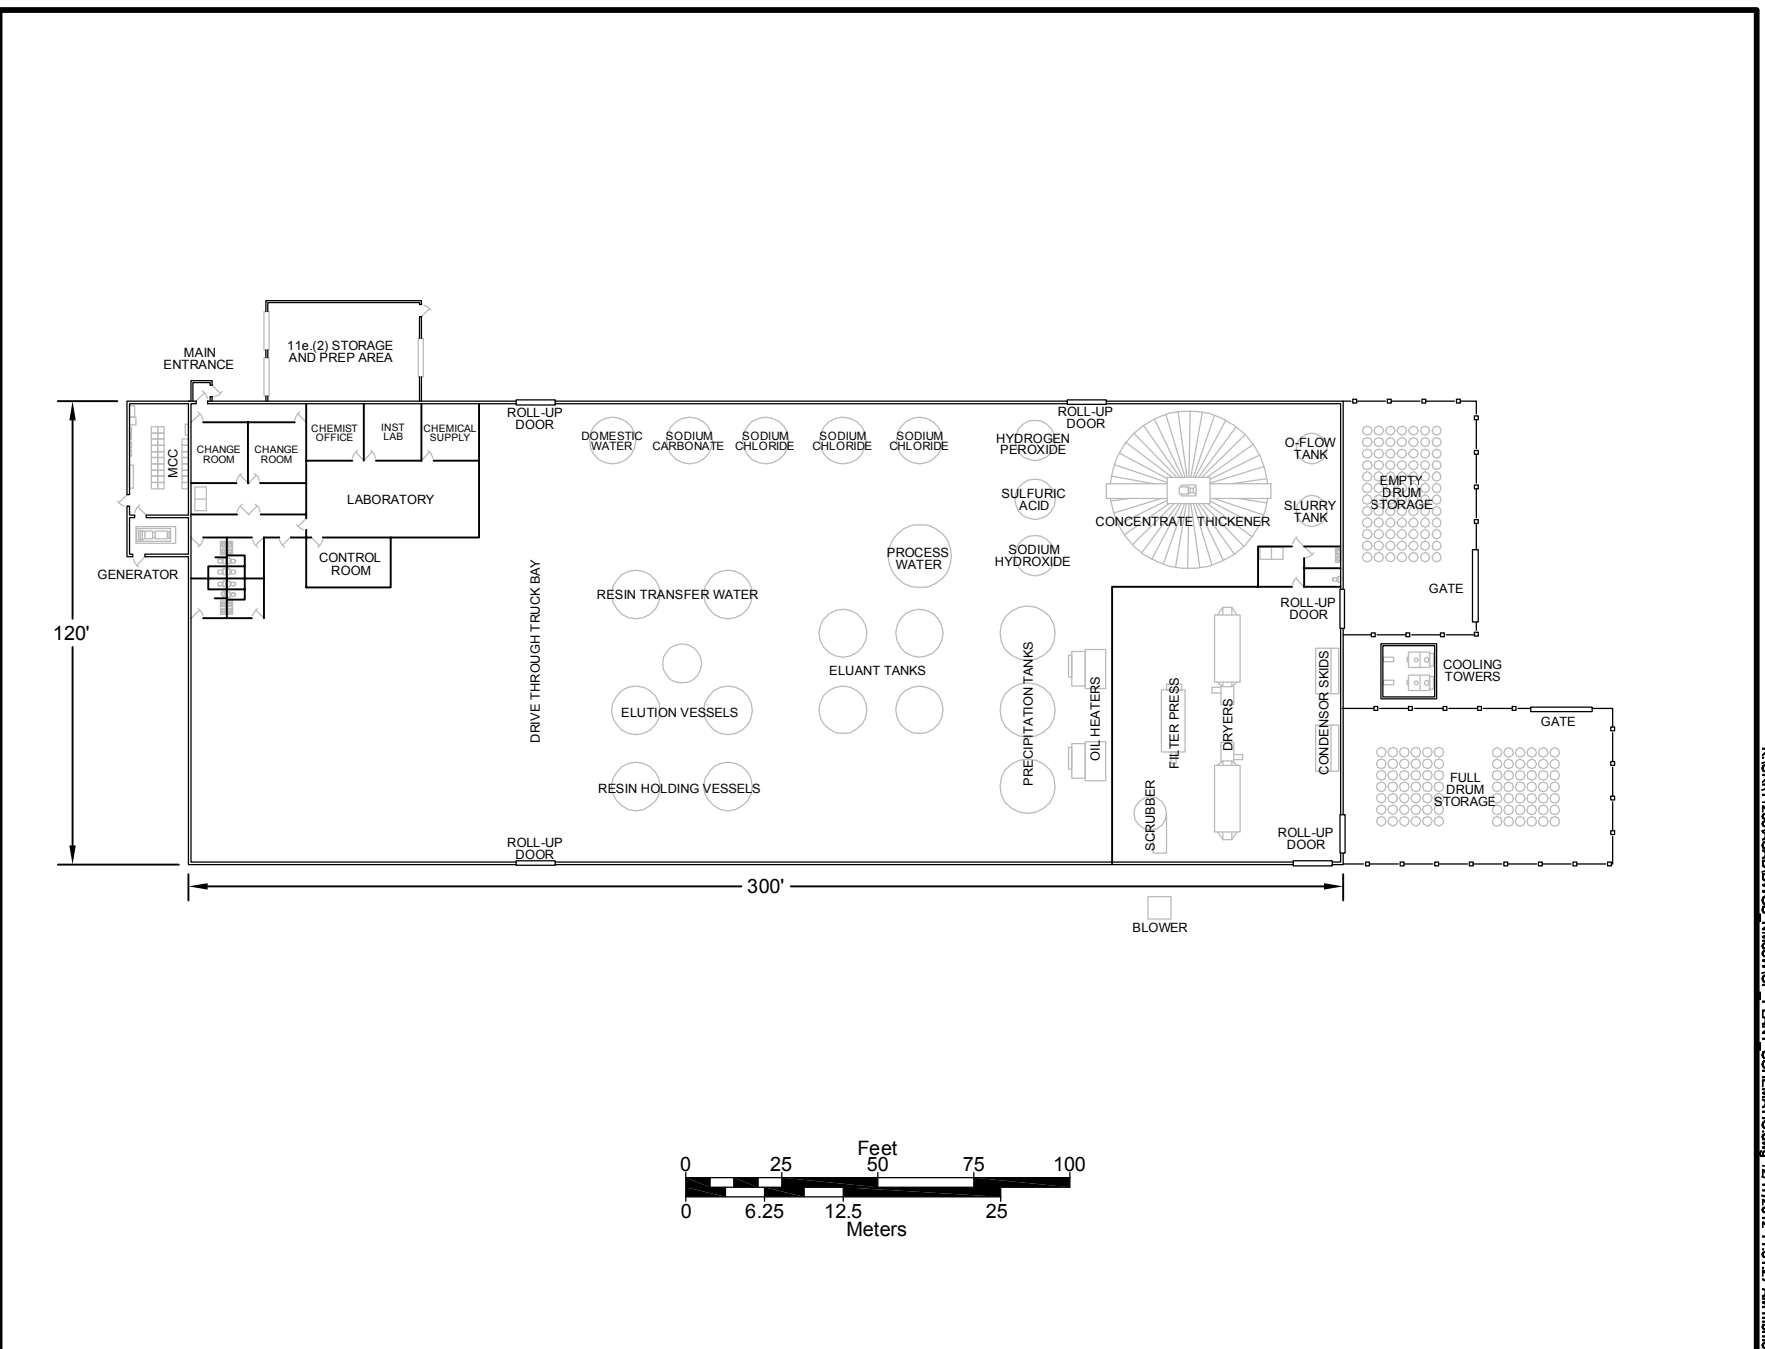 MAIN
ENTRANCE
11e.(2) STORAGE
AND PREP AREA
ROLL-UP
DOOR
ROLL-UP
DOOR
MCC
CHANGE
ROOM
CHANGE
ROOM
CHEMIST
OFFICE
INST
LAB
CHEMICAL
SUPPLY
LABORATORY
CONTROL
ROOM
GENERATOR
120'
DOMESTIC
WATER
SODIUM
CARBONATE
SODIUM
CHLORIDE
SODIUM
CHLORIDE
SODIUM
CHLORIDE
HYDROGEN
PEROXIDE
SULFURIC
ACID
SODIUM
HYDROXIDE
CONCENTRATE THICKENER
O-FLOW
TANK
SLURRY
TANK
EMPTY
DRUM
STORAGE
GATE
PROCESS
WATER
DRIVE THROUGH TRUCK BAY
RESIN TRANSFER WATER
ELUTION VESSELS
RESIN HOLDING VESSELS
ELUANT TANKS
PRECIPITATION TANKS
OIL HEATERS
FILTER PRESS
DRYERS
SCRUBBER
CONDENSOR SKIDS
ROLL-UP
DOOR
COOLING
TOWERS
GATE
FULL
DRUM
STORAGE
ROLL-UP
DOOR
ROLL-UP
DOOR
300'
BLOWER
Feet
0 25 50 75 100
0 6.25 12.5 25
Meters